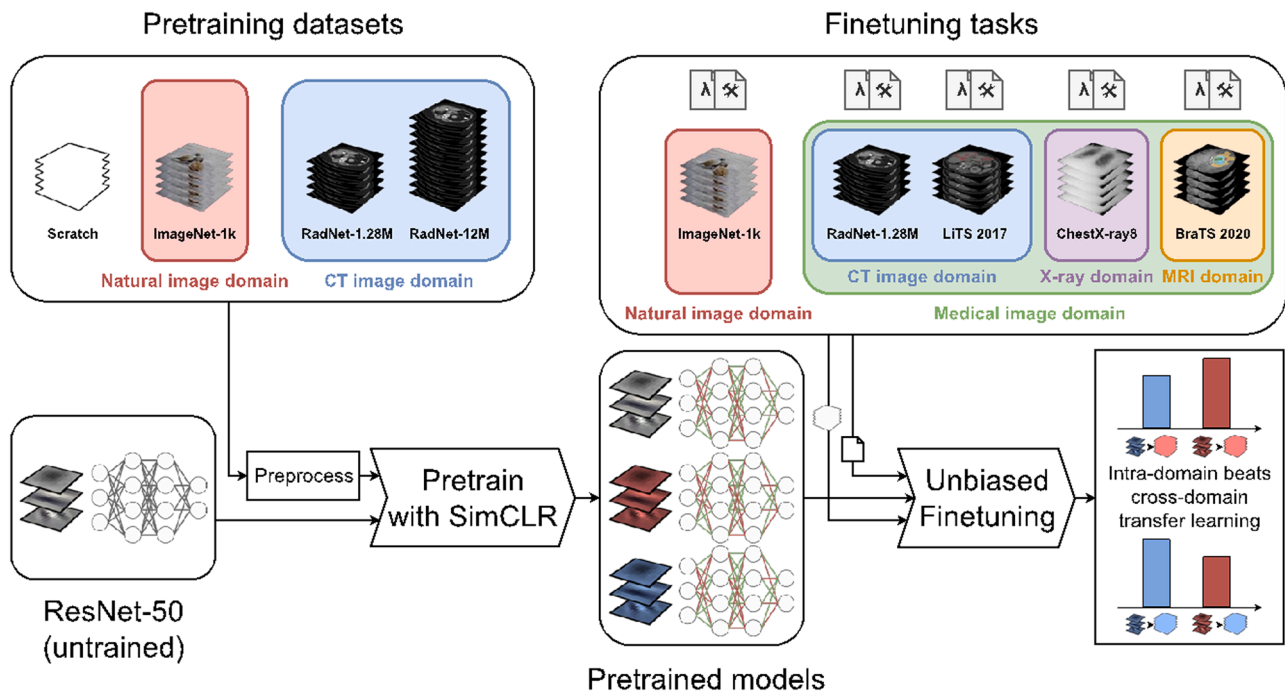 Pretraining datasets
Finetuning tasks
Scratch
ImageNet-1k
RadNet-1.28M
RadNet-12M
Natural image domain
CT image domain
λ
λ
λ
λ
λ
ImageNet-1k
RadNet-1.28M
LiTS 2017
ChestX-ray8
BraTS 2020
CT image domain
X-ray domain
MRI domain
Natural image domain
Medical image domain
Preprocess
Pretrain
with SimCLR
Unbiased
Finetuning
Intra-domain beats
cross-domain
transfer learning
ResNet-50
(untrained)
Pretrained models